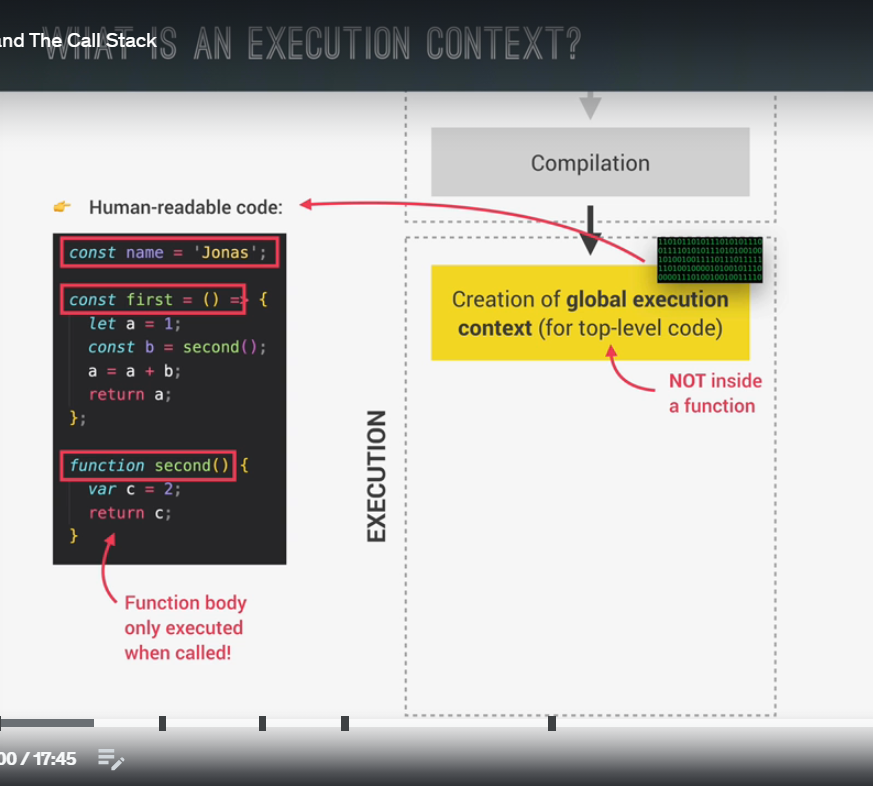 and The Call Stack
WHAT IS AN EXECUTION CONTEXT?
Compilation
👉 Human-readable code:
const name = 'Jonas';
const first = () => {
let a = 1;
const b = second();
a = a + b;
return a;
};
function second() {
var c = 2;
return c;
}
Function body
only executed
when called!
EXECUTION
Creation of global execution
context (for top-level code)
NOT inside
a function
00 / 17:45